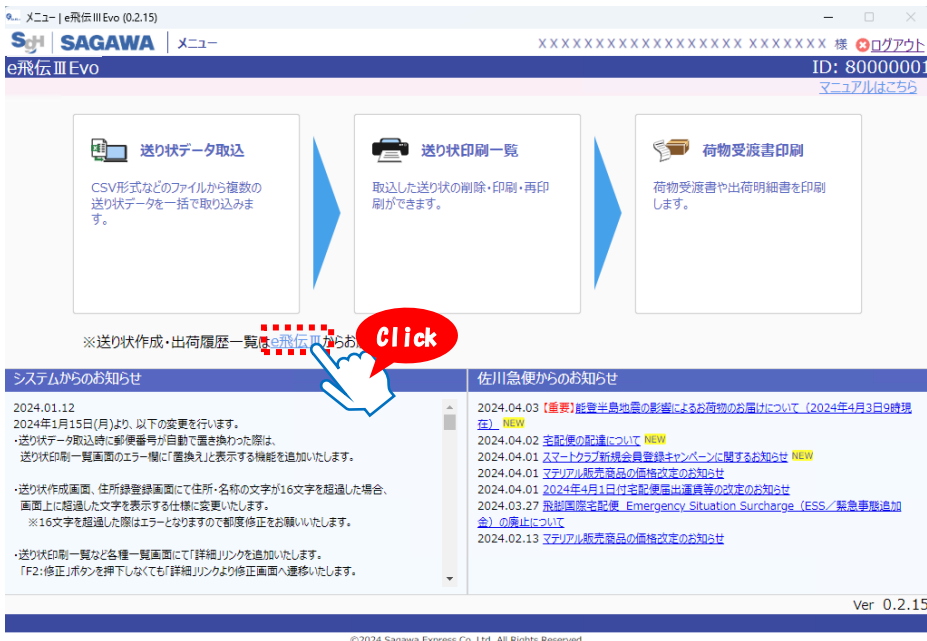 メニュー | e飛伝Ⅲ Evo (0.2.15)
SGH SAGAWA メニュー
XXXXXXXXXXXXXXXXXX XXXXXXX 様 ログアウト
e飛伝ⅢEvo
ID: 80000001
マニュアルはこちら
送り状データ取込
CSV形式などのファイルから複数の
送り状データを一括で取り込みま
す。
送り状印刷一覧
取込した送り状の削除・印刷・再印
刷ができます。
荷物受渡書印刷
荷物受渡書や出荷明細書を印刷
します。
※送り状作成・出荷履歴一覧はe飛伝Ⅲからお
Click
システムからのお知らせ
2024.01.12
2024年1月15日(月)より、以下の変更を行います。
・送り状データ取込時に郵便番号が自動で置き換わった際は、
送り状印刷一覧画面のエラー欄に「置換え」と表示する機能を追加いたします。
・送り状作成画面、住所録登録画面にて住所・名称の文字が16文字を超過した場合、
画面上に超過した文字を表示する仕様に変更いたします。
※16文字を超過した際はエラーとなりますので都度修正をお願いいたします。
・送り状印刷一覧など各種一覧画面にて「詳細」リンクを追加いたします。
「F2:修正」ボタンを押下しなくても「詳細」リンクより修正画面へ遷移いたします。
佐川急便からのお知らせ
2024.04.03【重要】能登半島地震の影響によるお荷物のお届けについて（2024年4月3日9時現
在） NEW
2024.04.02 宅配便の配達について NEW
2024.04.01 スマートクラブ新規会員登録キャンペーンに関するお知らせ NEW
2024.04.01 マテリアル販売商品の価格改定のお知らせ
2024.04.01 2024年4月1日付宅配便届出運賃等の改定のお知らせ
2024.03.27 飛脚国際宅配便 Emergency Situation Surcharge（ESS／緊急事態追加
金）の廃止について
2024.02.13 マテリアル販売商品の価格改定のお知らせ
Ver 0.2.15
©2024 Sagawa Express Co.,Ltd. All Rights Reserved.